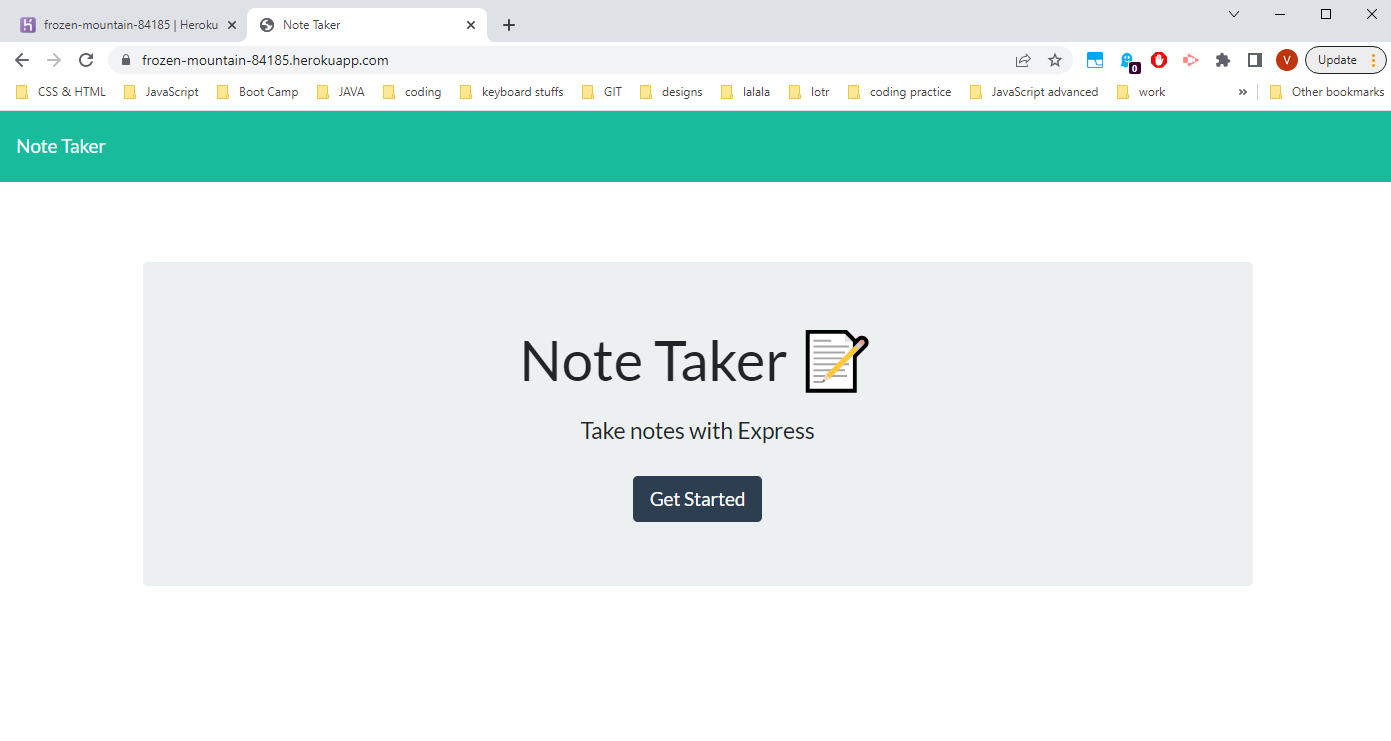 frozen-mountain-84185 | Heroku
Note Taker
frozen-mountain-84185.herokuapp.com
0
V
Update
CSS & HTML
JavaScript
Boot Camp
JAVA
coding
keyboard stuffs
GIT
designs
lalala
lotr
coding practice
JavaScript advanced
work
»
Other bookmarks
Note Taker
Note Taker
Take notes with Express
Get Started